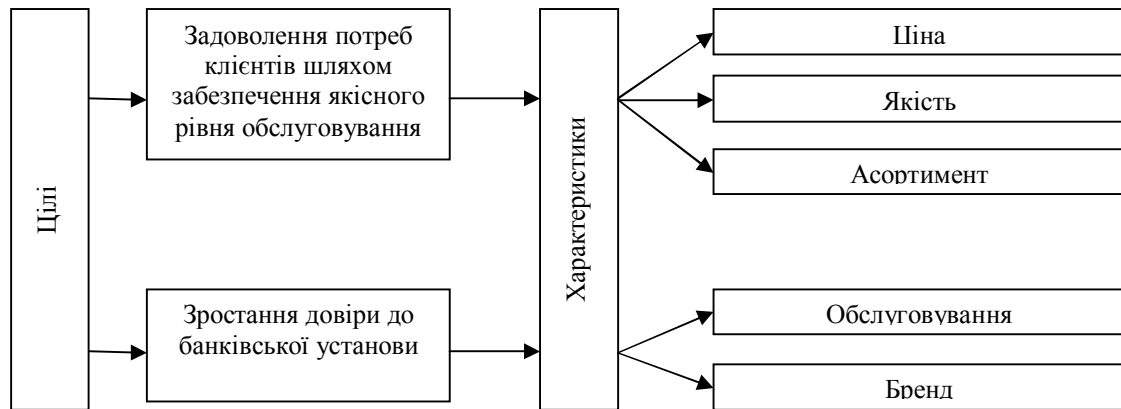 Цілі
Задоволення потреб
клієнтів шляхом
забезпечення якісного
рівня обслуговування
Зростання довіри до
банківської установи
Характеристики
Ціна
Якість
Асортимент
Обслуговування
Бренд